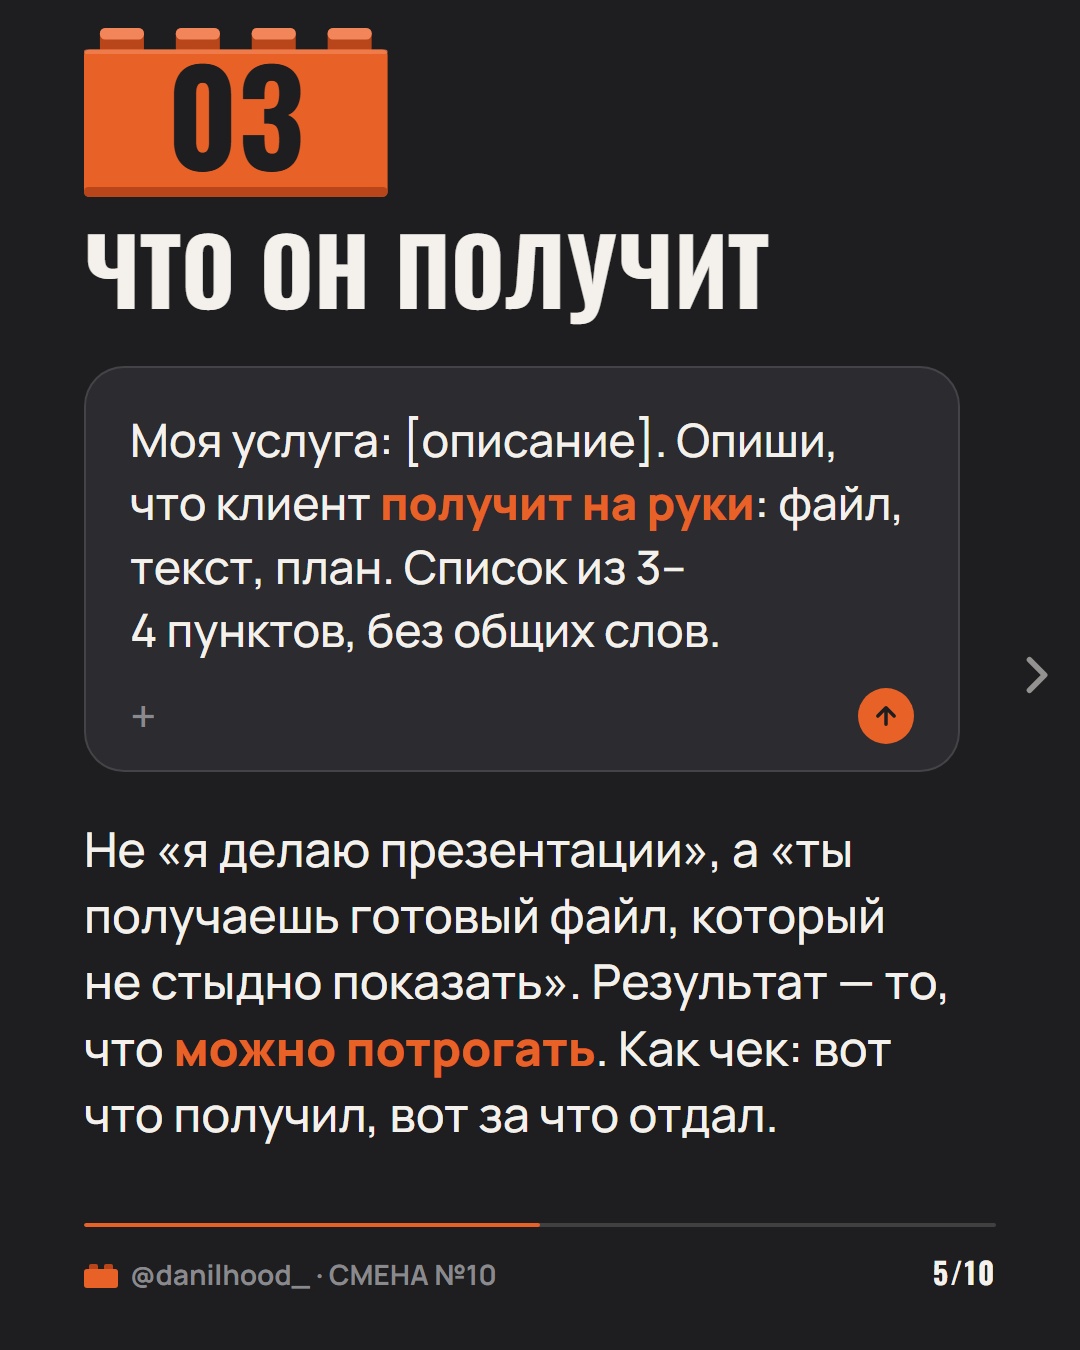 03
что он получит
Моя услуга: [описание]. Опиши,
что клиент получит на руки: файл,
текст, план. Список из 3–
4 пунктов, без общих слов.
+
Не «я делаю презентации», а «ты
получаешь готовый файл, который
не стыдно показать». Результат — то,
что можно потрогать. Как чек: вот
что получил, вот за что отдал.
@danilhood_ · СМЕНА №10
5/10